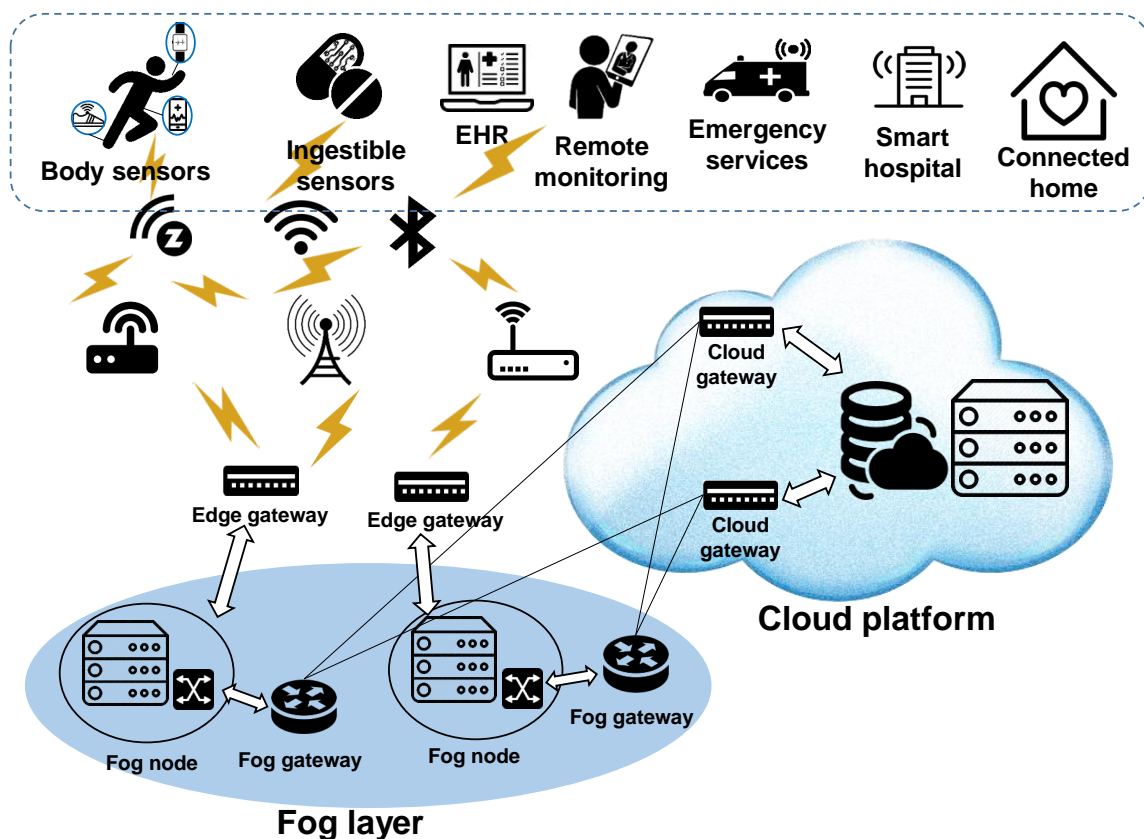 Body sensors
Ingestible
sensors
EHR
Remote
monitoring
Emergency
services
Smart
hospital
Connected
home
Z
Cloud
gateway
Edge gateway
Edge gateway
Cloud
gateway
Cloud platform
Fog node
Fog gateway
Fog node
Fog gateway
Fog layer